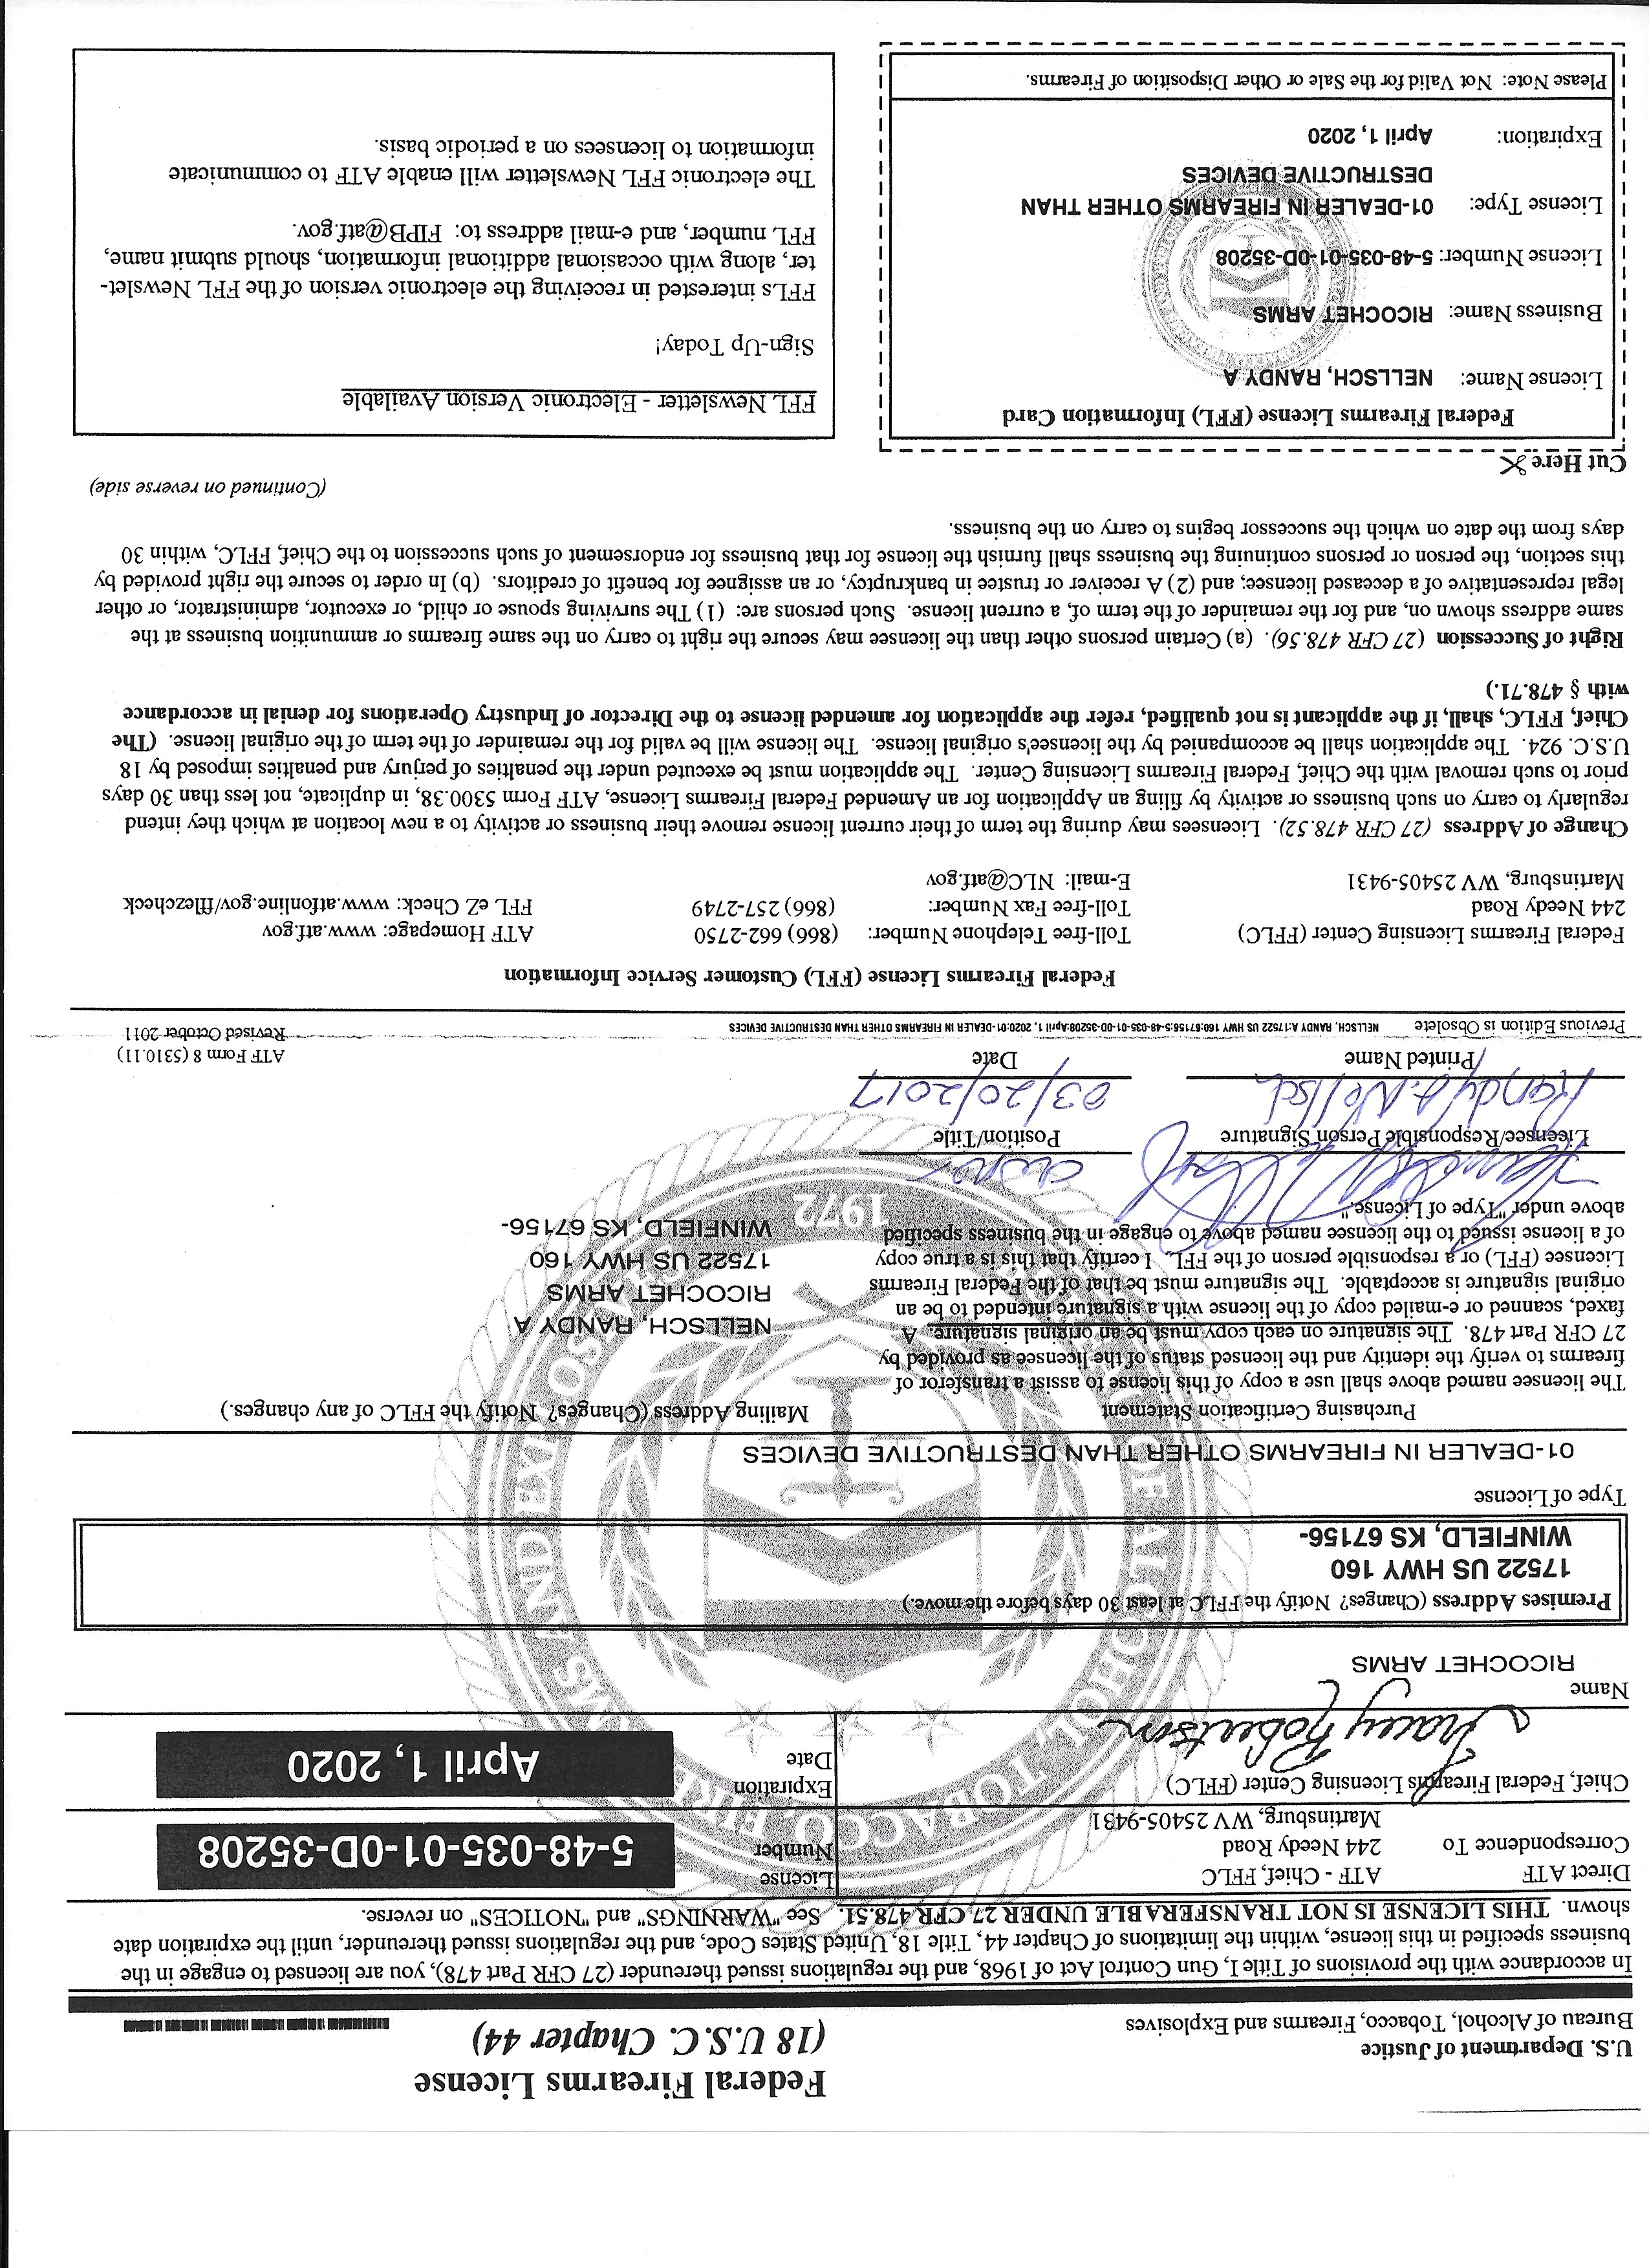 Federal Firearms License
(18 U.S.C. Chapter 44)
U.S. Department of Justice
Bureau of Alcohol, Tobacco, Firearms and Explosives
In accordance with the provisions of Title I, Gun Control Act of 1968, and the regulations issued thereunder (27 CFR Part 478), you are licensed to engage in the
business specified in this license, within the limitations of Chapter 44, Title 18, United States Code, and the regulations issued thereunder, until the expiration date
shown. THIS LICENSE IS NOT TRANSFERABLE UNDER 27 CFR 478.51. See "WARNINGS" and "NOTICES" on reverse.
Direct ATF
Correspondence To
ATF - Chief, FFLC
244 Needy Road
Martinsburg, WV 25405-9431
License
Number
5-48-035-01-0D-35208
Chief, Federal Firearms Licensing Center (FFLC)
Tracey Robertson
Expiration
Date
April 1, 2020
Name
RICOCHET ARMS
Premises Address (Changes? Notify the FFLC at least 30 days before the move.)
17522 US HWY 160
WINFIELD, KS 67156-
Type of License
01-DEALER IN FIREARMS OTHER THAN DESTRUCTIVE DEVICES
Purchasing Certification Statement
The licensee named above shall use a copy of this license to assist a transferor of
firearms to verify the identity and the licensed status of the licensee as provided by
27 CFR Part 478. The signature on each copy must be an original signature. A
faxed, scanned or e-mailed copy of the license with a signature intended to be an
original signature is acceptable. The signature must be that of the Federal Firearms
Licensee (FFL) or a responsible person of the FFL. I certify that this is a true copy
of a license issued to the licensee named above to engage in the business specified
above under "Type of License."
Mailing Address (Changes? Notify the FFLC of any changes.)
NELLSCH, RANDY A
RICOCHET ARMS
17522 US HWY 160
WINFIELD, KS 67156-
1972
owner
Licensee/Responsible Person Signature
Position/Title
Randy A. Nellsch
03/20/2017
Printed Name
Date
ATF Form 8 (5310.11)
Revised October 2011
Previous Edition is Obsolete
NELLSCH, RANDY A:17522 US HWY 160:67156:5-48-035-01-0D-35208:April 1, 2020:01-DEALER IN FIREARMS OTHER THAN DESTRUCTIVE DEVICES
Federal Firearms License (FFL) Customer Service Information
Federal Firearms Licensing Center (FFLC)
244 Needy Road
Martinsburg, WV 25405-9431
Toll-free Telephone Number: (866) 662-2750
Toll-free Fax Number: (866) 257-2749
E-mail: NLC@atf.gov
ATF Homepage: www.atf.gov
FFL eZ Check: www.atfonline.gov/fflezcheck
Change of Address (27 CFR 478.52). Licensees may during the term of their current license remove their business or activity to a new location at which they intend
regularly to carry on such business or activity by filing an Application for an Amended Federal Firearms License, ATF Form 5300.38, in duplicate, not less than 30 days
prior to such removal with the Chief, Federal Firearms Licensing Center. The application must be executed under the penalties of perjury and penalties imposed by 18
U.S.C. 924. The application shall be accompanied by the licensee's original license. The license will be valid for the remainder of the term of the original license. (The
Chief, FFLC, shall, if the applicant is not qualified, refer the application for amended license to the Director of Industry Operations for denial in accordance
with § 478.71.)
Right of Succession (27 CFR 478.56). (a) Certain persons other than the licensee may secure the right to carry on the same firearms or ammunition business at the
same address shown on, and for the remainder of the term of, a current license. Such persons are: (1) The surviving spouse or child, or executor, administrator, or other
legal representative of a deceased licensee; and (2) A receiver or trustee in bankruptcy, or an assignee for benefit of creditors. (b) In order to secure the right provided by
this section, the person or persons continuing the business shall furnish the license for that business for endorsement of such succession to the Chief, FFLC, within 30
days from the date on which the successor begins to carry on the business.
(Continued on reverse side)
Cut Here
Federal Firearms License (FFL) Information Card
License Name: NELLSCH, RANDY A
Business Name: RICOCHET ARMS
License Number: 5-48-035-01-0D-35208
License Type: 01-DEALER IN FIREARMS OTHER THAN
DESTRUCTIVE DEVICES
Expiration: April 1, 2020
Please Note: Not Valid for the Sale or Other Disposition of Firearms.
FFL Newsletter - Electronic Version Available
Sign-Up Today!
FFLs interested in receiving the electronic version of the FFL Newslet-
ter, along with occasional additional information, should submit name,
FFL number, and e-mail address to: FIPB@atf.gov.
The electronic FFL Newsletter will enable ATF to communicate
information to licensees on a periodic basis.